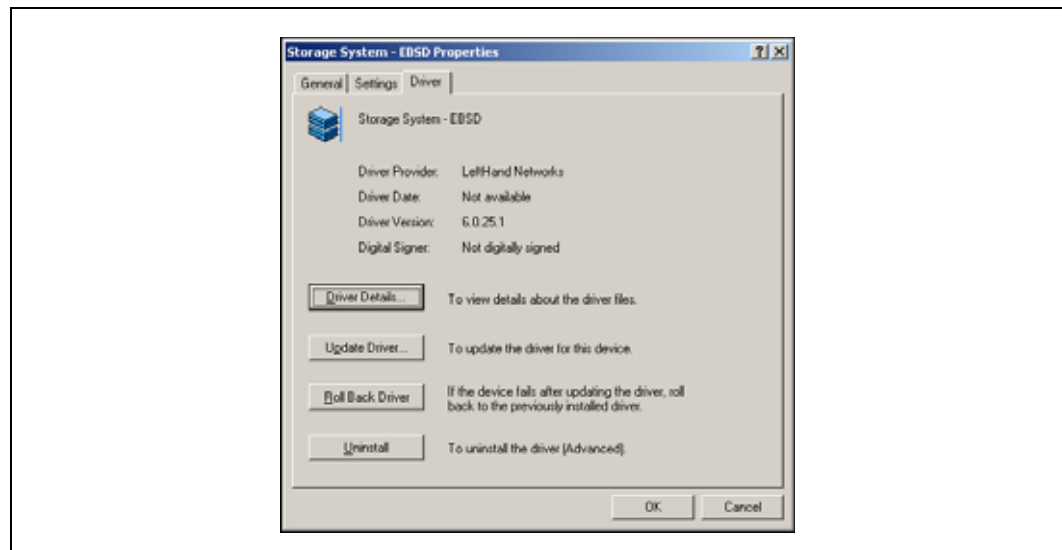 Storage System - EBSD Properties
General Settings Driver
Storage System - EBSD
Driver Provider: LeftHand Networks
Driver Date: Not available
Driver Version: 6.0.25.1
Digital Signer: Not digitally signed
Driver Details... To view details about the driver files.
Update Driver... To update the driver for this device.
Roll Back Driver If the device fails after updating the driver, roll
back to the previously installed driver.
Uninstall To uninstall the driver (Advanced).
OK Cancel